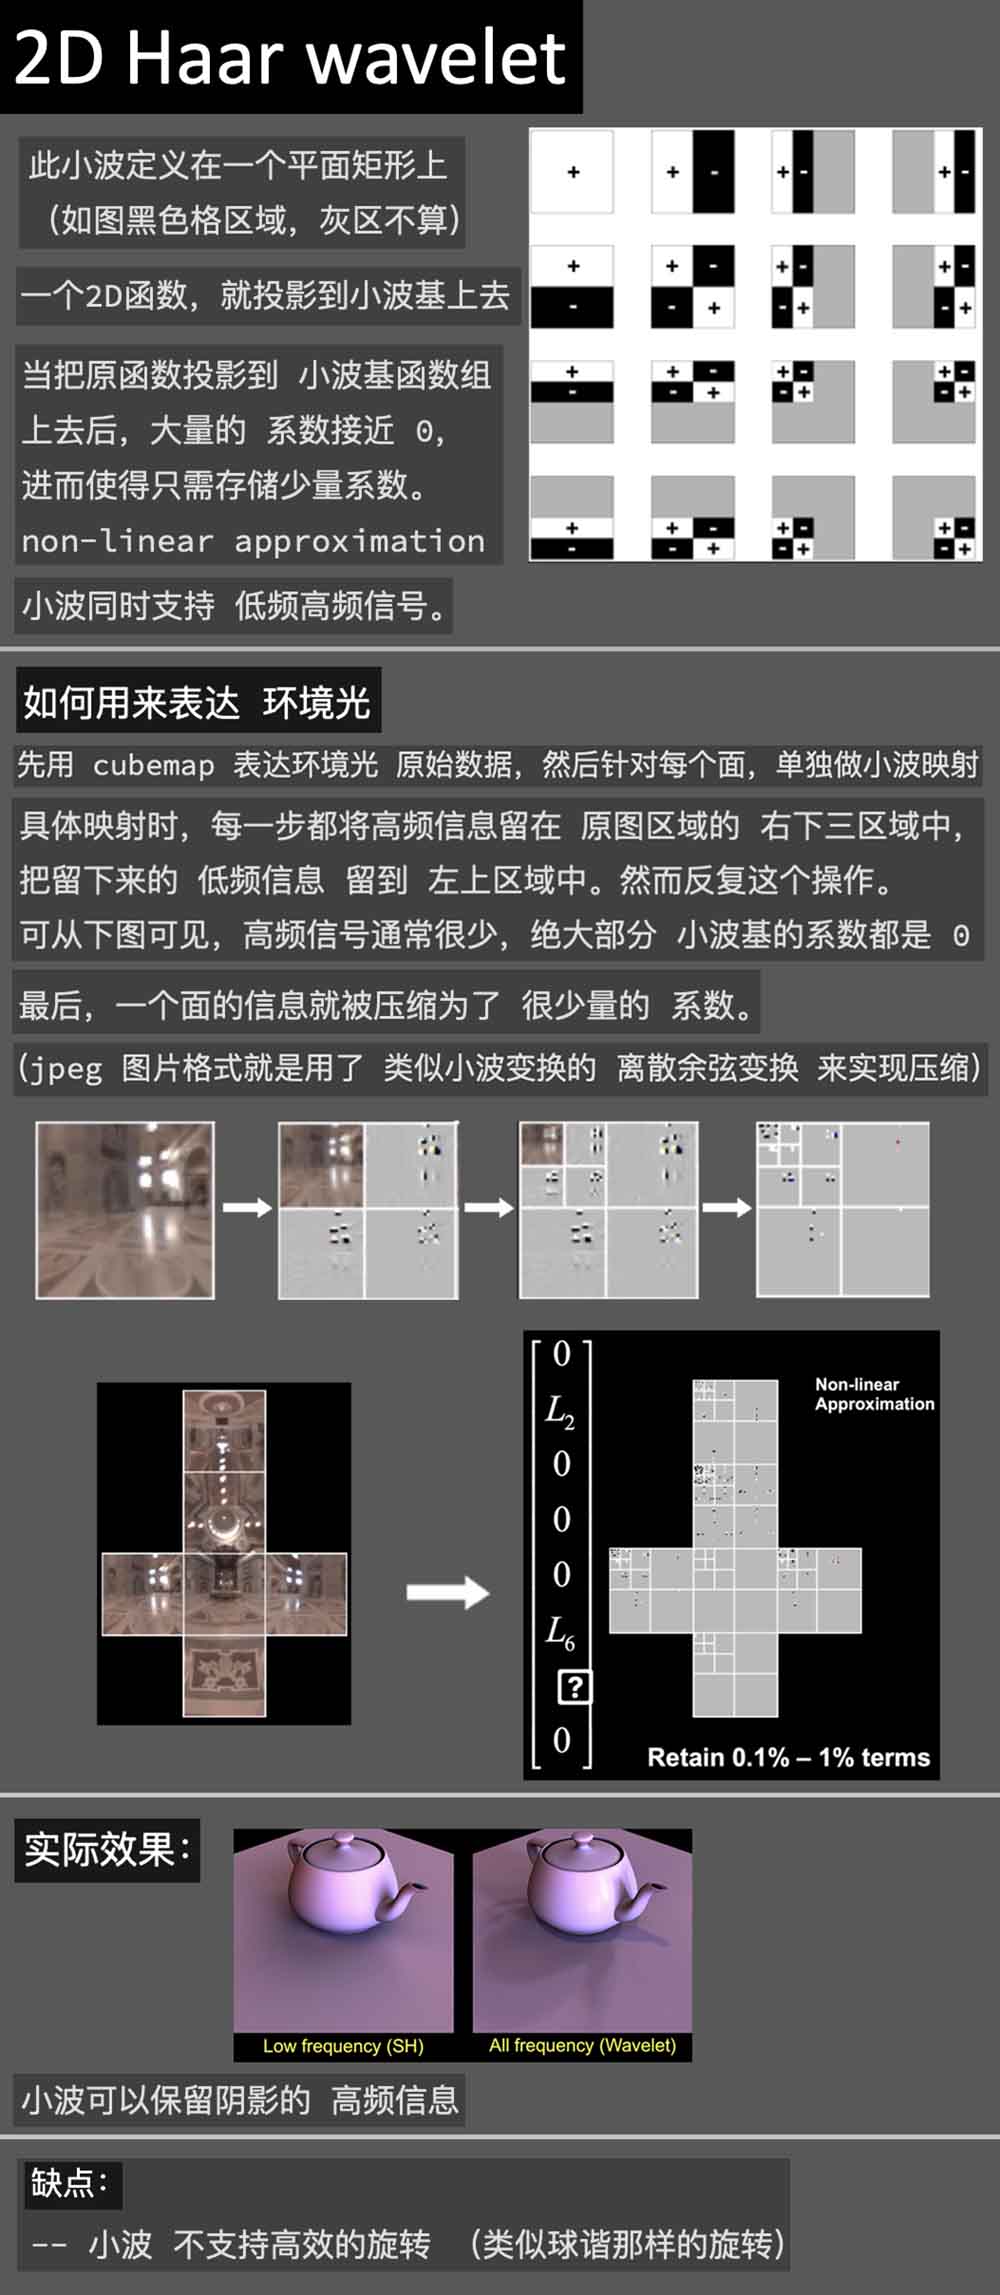 2D Haar wavelet
此小波定义在一个平面矩形上
（如图黑色格区域，灰区不算）
一个2D函数，就投影到小波基上去
当把原函数投影到 小波基函数组
上去后，大量的 系数接近 0，
进而使得只需存储少量系数。
non-linear approximation
小波同时支持 低频高频信号。
+ + - + - + -
+ + - + - + -
- - + - + - +
+ + - + - + -
- - + - + - +
+ + - + - + -
- - + - + - +
如何用来表达 环境光
先用 cubemap 表达环境光 原始数据，然后针对每个面，单独做小波映射
具体映射时，每一步都将高频信息留在 原图区域的 右下三区域中，
把留下来的 低频信息 留到 左上区域中。然而反复这个操作。
可从下图可见，高频信号通常很少，绝大部分 小波基的系数都是 0
最后，一个面的信息就被压缩为了 很少量的 系数。
(jpeg 图片格式就是用了 类似小波变换的 离散余弦变换 来实现压缩)
0
L2
0
0
0
L6
?
0
Non-linear
Approximation
Retain 0.1% – 1% terms
实际效果：
Low frequency (SH)
All frequency (Wavelet)
小波可以保留阴影的 高频信息
缺点：
-- 小波 不支持高效的旋转 （类似球谐那样的旋转）